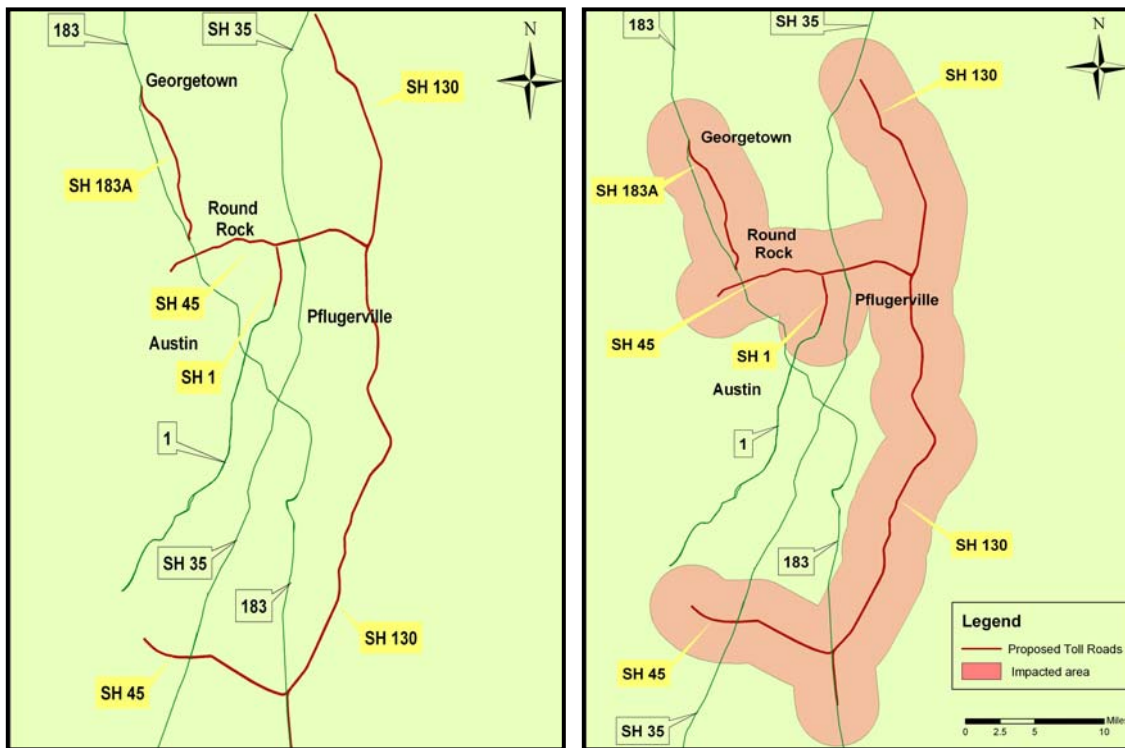 183
SH 35
N
Georgetown
SH 130
SH 183A
Round
Rock
SH 45
Pflugerville
Austin
SH 1
1
SH 35
183
SH 130
SH 45
183
SH 35
N
SH 130
Georgetown
SH 183A
Round
Rock
Pflugerville
SH 45
SH 1
Austin
1
SH 130
183
SH 45
SH 35
Legend
Proposed Toll Roads
Impacted area
Miles
0 2.5 5 10